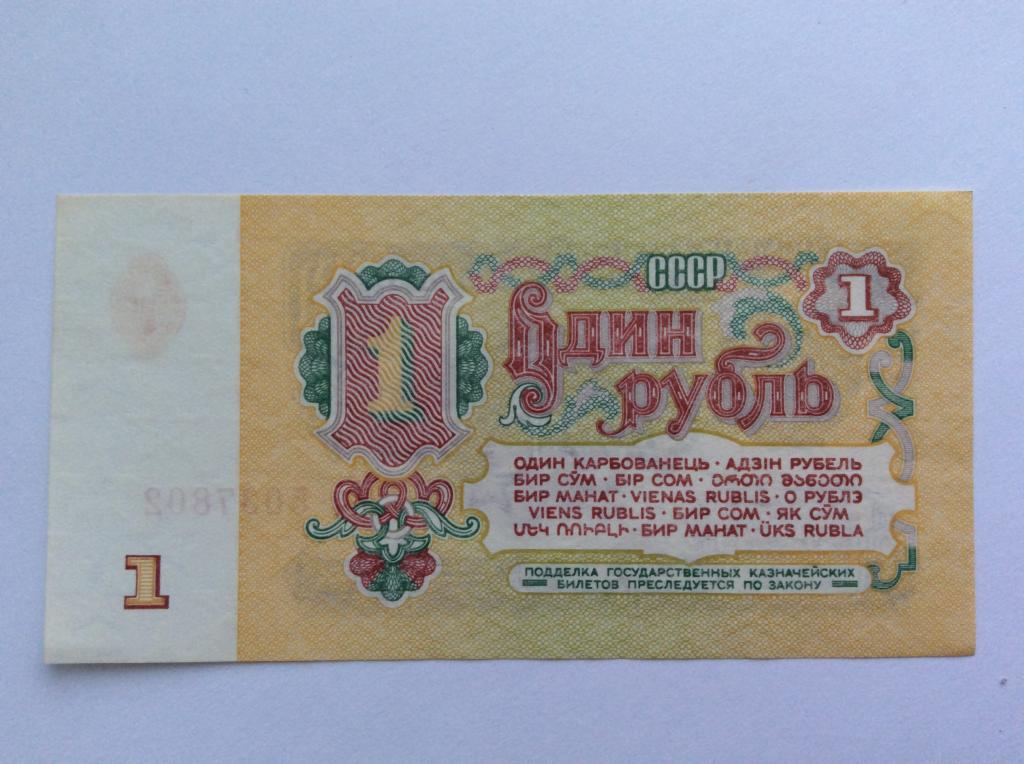 СССР
1
1
Один
рубль
ОДИН КАРБОВАНЕЦЬ · АДЗІН РУБЕЛЬ
БИР СЎМ · БІР СОМ · ᲔᲠᲗᲘ ᲛᲐᲜᲔᲗᲘ
БИР МАНАТ · VIENAS RUBLIS · О РУБЛЭ
VIENS RUBLIS · БИР СОМ · ЯК СЎМ
ՄԵԿ ՌՈՒԲԼԻ · БИР МАНАТ · ÜKS RUBLA
ПОДДЕЛКА ГОСУДАРСТВЕННЫХ КАЗНАЧЕЙСКИХ
БИЛЕТОВ ПРЕСЛЕДУЕТСЯ ПО ЗАКОНУ
1